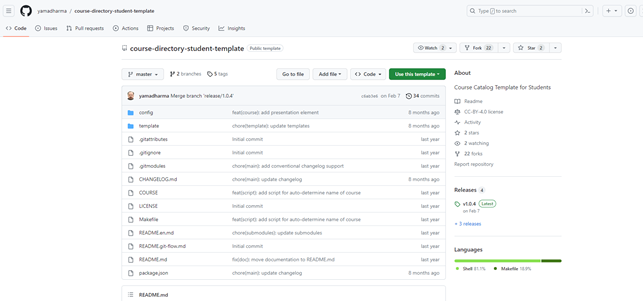 yamadharma / course-directory-student-template
Type / to search
Code Issues Pull requests Actions Projects Security Insights
course-directory-student-template Public template
Watch 2 Fork 22 Star 2
master 2 branches 5 tags Go to file Add file Code Use this template
yamadharma Merge branch 'release/1.0.4' on Feb 7 34 commits
config feat(course): add presentation element 8 months ago
template chore(template): update templates 8 months ago
.gitattributes Initial commit last year
.gitignore Initial commit last year
.gitmodules chore(main): add conventional changelog support last year
CHANGELOG.md chore(main): update changelog 8 months ago
COURSE feat(script): add script for auto-determine name of course last year
LICENSE Initial commit last year
Makefile feat(script): add script for auto-determine name of course last year
README.en.md chore(submodules): update submodules last year
README.git-flow.md Initial commit last year
README.md fix(doc): move documentation to README.md last year
package.json chore(main): update changelog 8 months ago
README.md
About
Course Catalog Template for Students
Readme
CC-BY-4.0 license
Activity
2 stars
2 watching
22 forks
Report repository
Releases 4
v1.0.4 Latest
on Feb 7
+ 3 releases
Languages
Shell 81.1% Makefile 18.9%